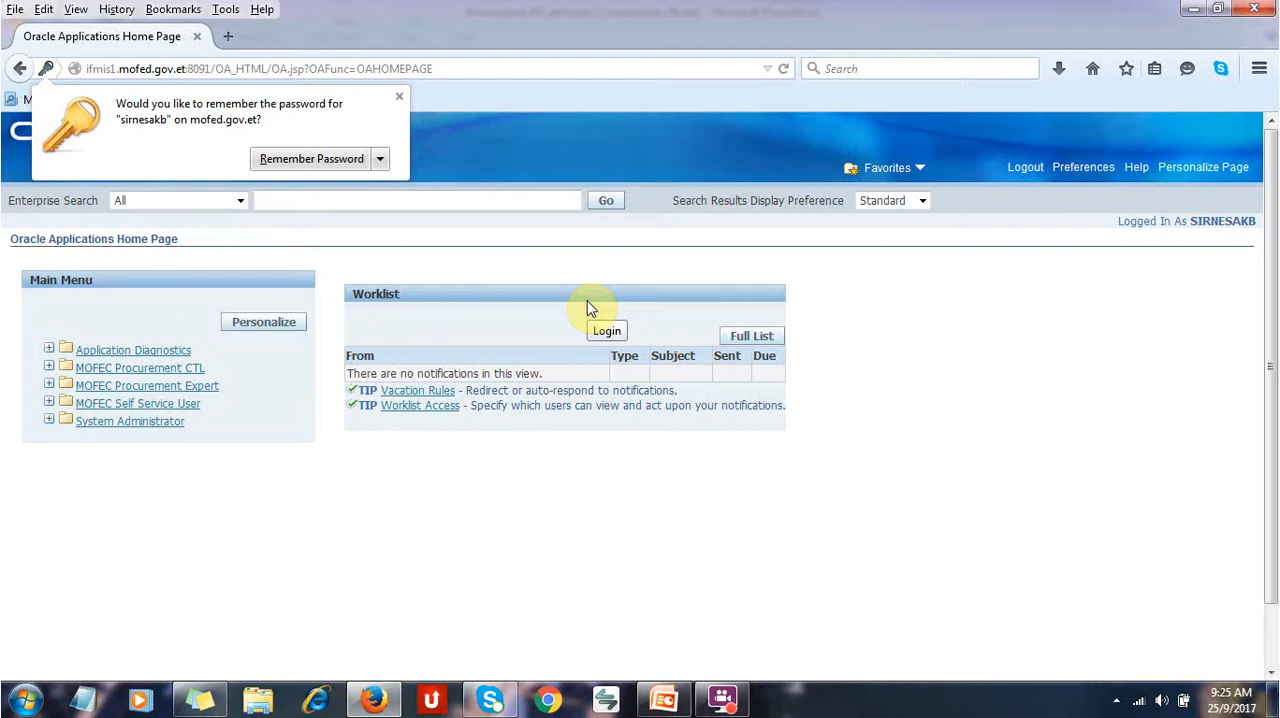 File Edit View History Bookmarks Tools Help
Oracle Applications Home Page
ifmis1.mofed.gov.et:8091/OA_HTML/OA.jsp?OAFunc=OAHOMEPAGE
Search
M
Would you like to remember the password for
"sirnesakb" on mofed.gov.et?
Remember Password
Favorites
Logout Preferences Help Personalize Page
Enterprise Search All Go Search Results Display Preference Standard
Logged In As SIRNESAKB
Oracle Applications Home Page
Main Menu
Personalize
Application Diagnostics
MOFEC Procurement CTL
MOFEC Procurement Expert
MOFEC Self Service User
System Administrator
Worklist
Login
Full List
From Type Subject Sent Due
There are no notifications in this view.
TIP Vacation Rules - Redirect or auto-respond to notifications.
TIP Worklist Access - Specify which users can view and act upon your notifications.
9:25 AM
25/9/2017